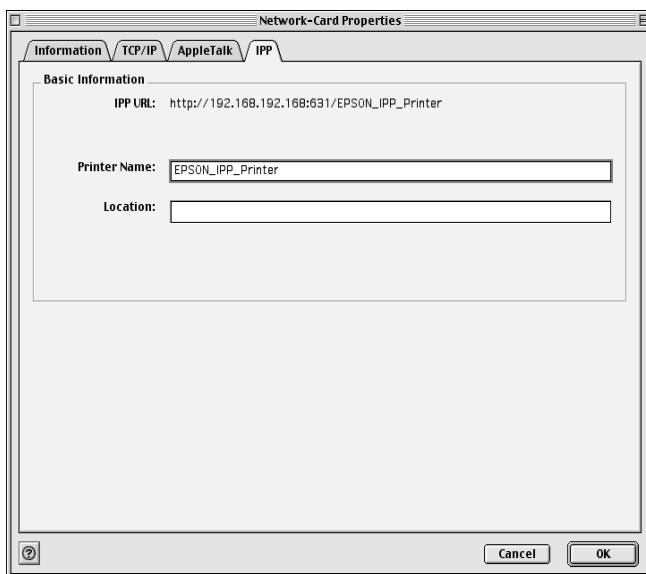 Network-Card Properties
Information TCP/IP AppleTalk IPP
Basic Information
IPP URL: http://192.168.192.168:631/EPSON_IPP_Printer
Printer Name: EPSON_IPP_Printer
Location:
? Cancel OK